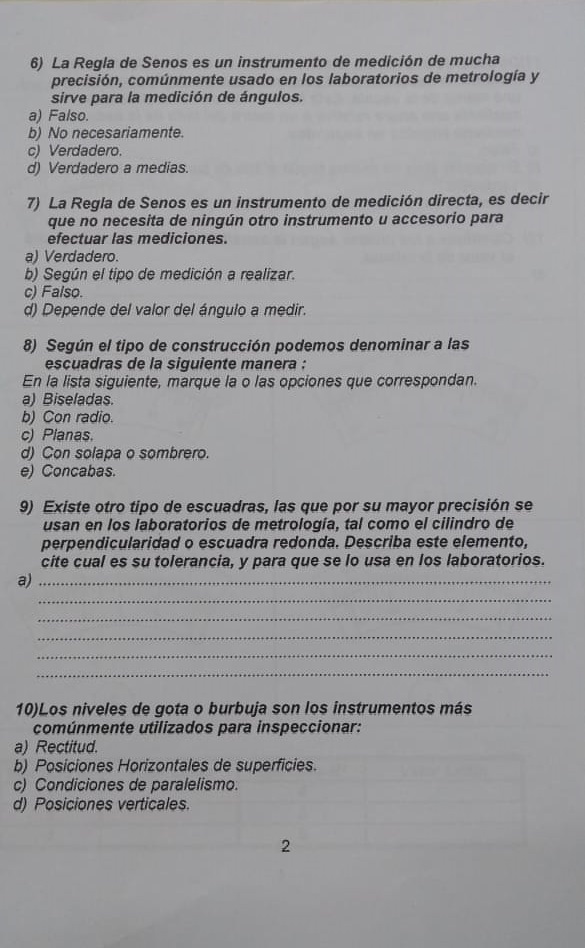 6) La Regla de Senos es un instrumento de medición de mucha
precisión, comúnmente usado en los laboratorios de metrología y
sirve para la medición de ángulos.
a) Falso.
b) No necesariamente.
c) Verdadero.
d) Verdadero a medias.
7) La Regla de Senos es un instrumento de medición directa, es decir
que no necesita de ningún otro instrumento u accesorio para
efectuar las mediciones.
a) Verdadero.
b) Según el tipo de medición a realizar.
c) Falso.
d) Depende del valor del ángulo a medir.
8) Según el tipo de construcción podemos denominar a las
escuadras de la siguiente manera :
En la lista siguiente, marque la o las opciones que correspondan.
a) Biseladas.
b) Con radio.
c) Planas.
d) Con solapa o sombrero.
e) Concabas.
9) Existe otro tipo de escuadras, las que por su mayor precisión se
usan en los laboratorios de metrología, tal como el cilindro de
perpendicularidad o escuadra redonda. Describa este elemento,
cite cual es su tolerancia, y para que se lo usa en los laboratorios.
a)
10)Los niveles de gota o burbuja son los instrumentos más
comúnmente utilizados para inspeccionar:
a) Rectitud.
b) Posiciones Horizontales de superficies.
c) Condiciones de paralelismo.
d) Posiciones verticales.
2